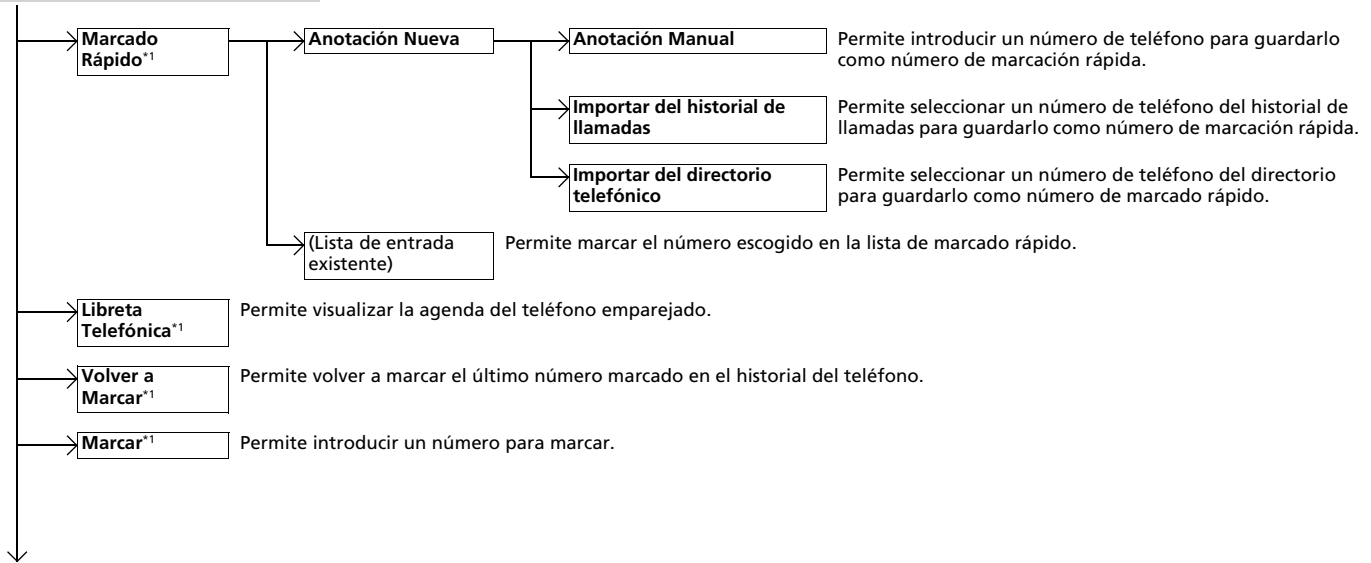 Marcado
Rápido*1
Anotación Nueva
Anotación Manual
Permite introducir un número de teléfono para guardarlo
como número de marcación rápida.
Importar del historial de
llamadas
Permite seleccionar un número de teléfono del historial de
llamadas para guardarlo como número de marcación rápida.
Importar del directorio
telefónico
Permite seleccionar un número de teléfono del directorio
para guardarlo como número de marcado rápido.
(Lista de entrada
existente)
Permite marcar el número escogido en la lista de marcado rápido.
Libreta
Telefónica*1
Permite visualizar la agenda del teléfono emparejado.
Volver a
Marcar*1
Permite volver a marcar el último número marcado en el historial del teléfono.
Marcar*1
Permite introducir un número para marcar.